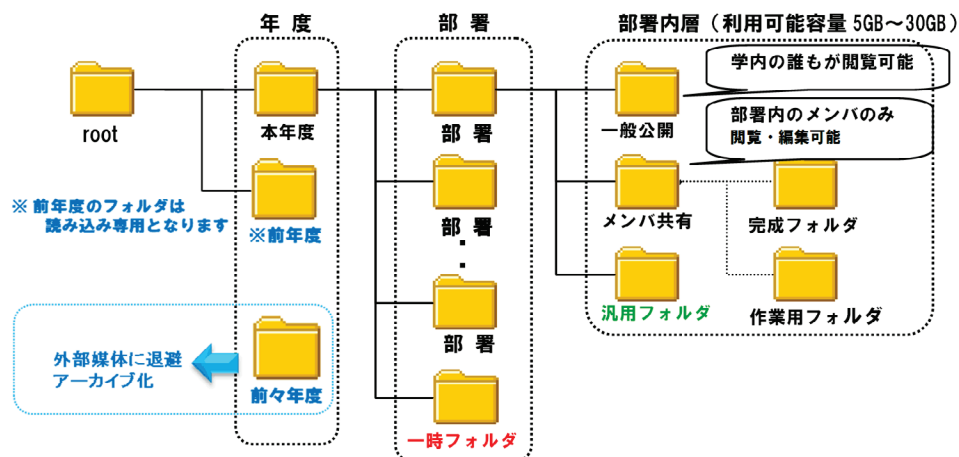 年 度
部 署
部署内層（利用可能容量 5GB～30GB）
学内の誰もが閲覧可能
root
本年度
部 署
一般公開
部署内のメンバのみ
閲覧・編集可能
※ 前年度のフォルダは
読み込み専用となります
※前年度
部 署
メンバ共有
完成フォルダ
部 署
汎用フォルダ
作業用フォルダ
外部媒体に退避
アーカイブ化
前々年度
一時フォルダ